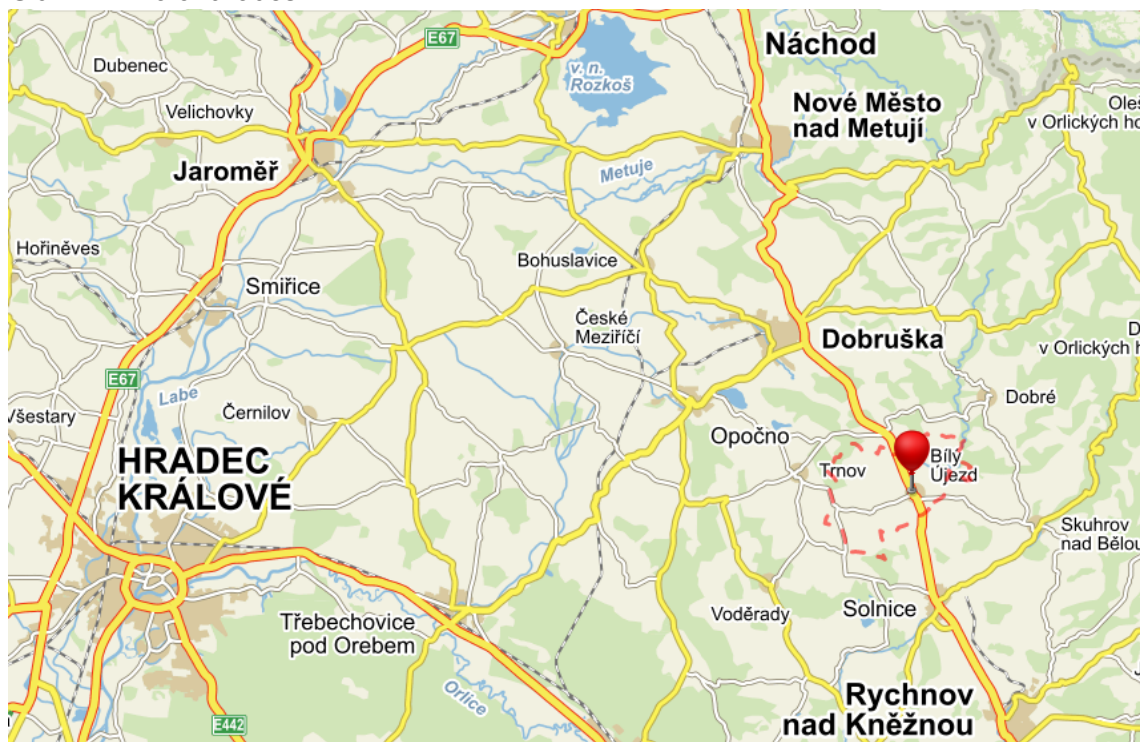 E67
Náchod
Dubenec
v. n.
Rozkoš
Nové Město
nad Metují
v Orlických
Velichovky
Jaroměř
Metuje
Hořiněves
Bohuslavice
Smiřice
České
Meziříčí
Dobruška
v Orlických
E67
Labe
Dobré
Všestary
Černilov
Opočno
HRADEC
KRÁLOVÉ
Trnov
Bílý
Újezd
Skuhrov
nad Bělou
Třebechovice
pod Orebem
Voděrady
Solnice
Orlice
Rychnov
nad Kněžnou
E442